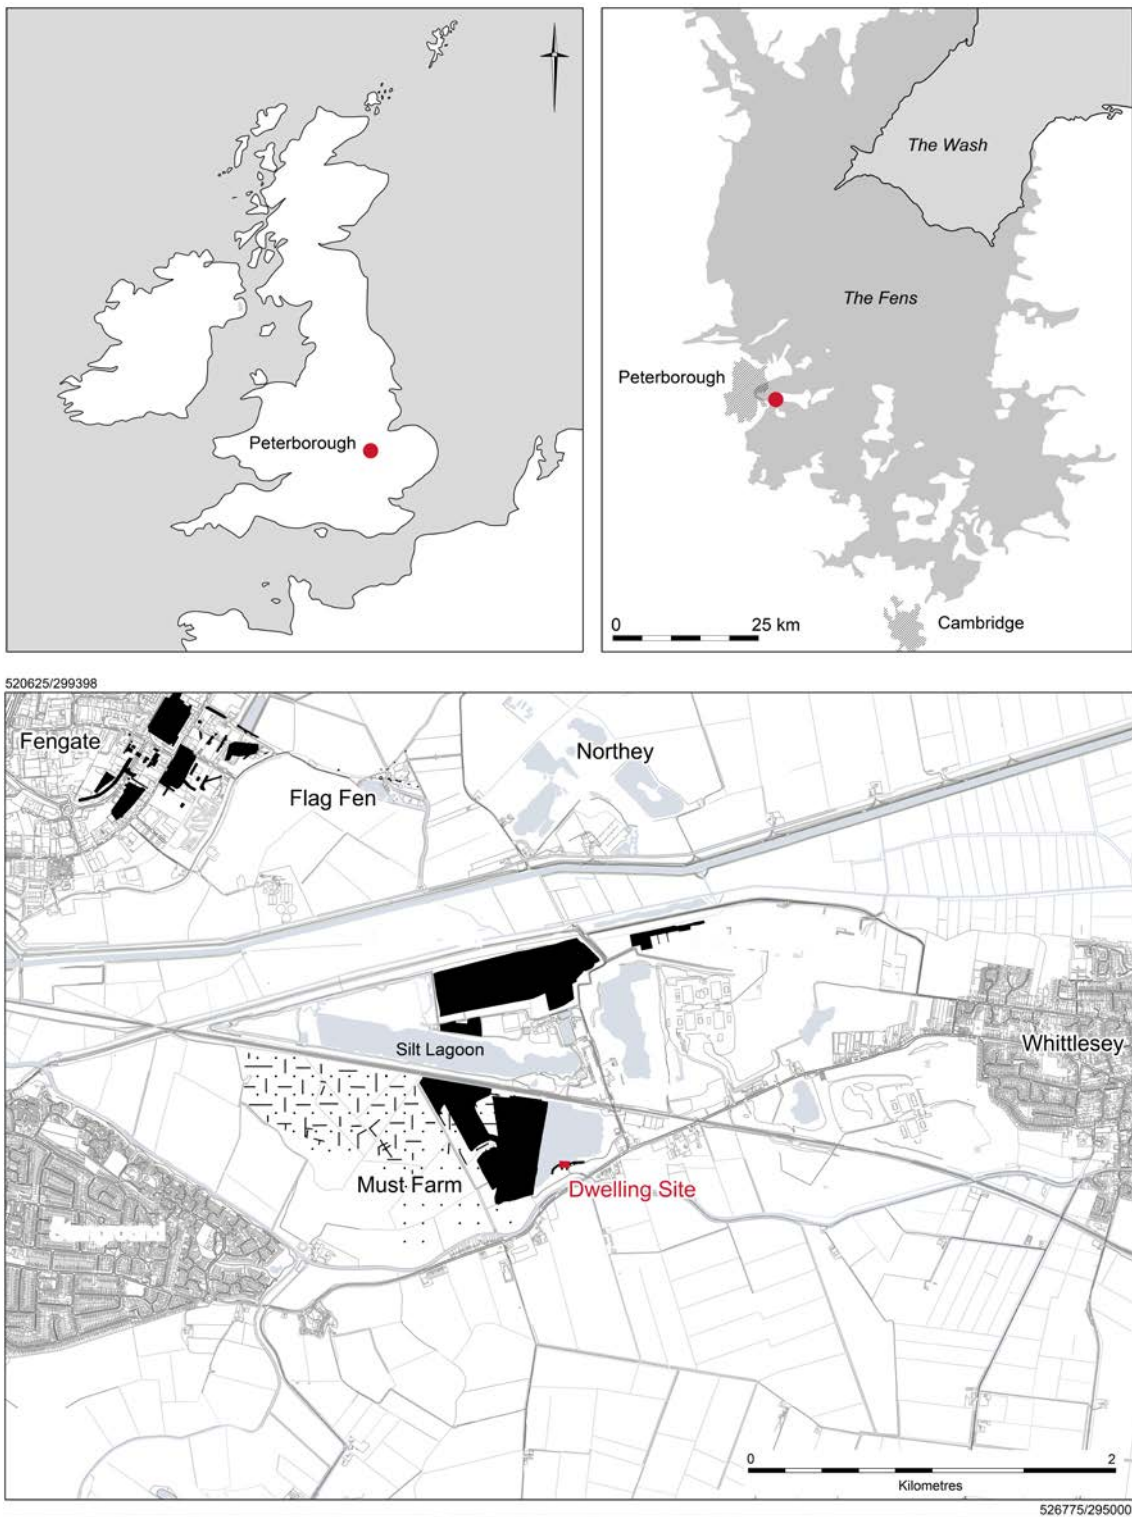 Peterborough
The Wash
The Fens
Peterborough
0 25 km
Cambridge
520625/299398
Fengate
Northey
Flag Fen
Silt Lagoon
Whittlesey
Must Farm
Dwelling Site
0 2
Kilometres
526775/295000